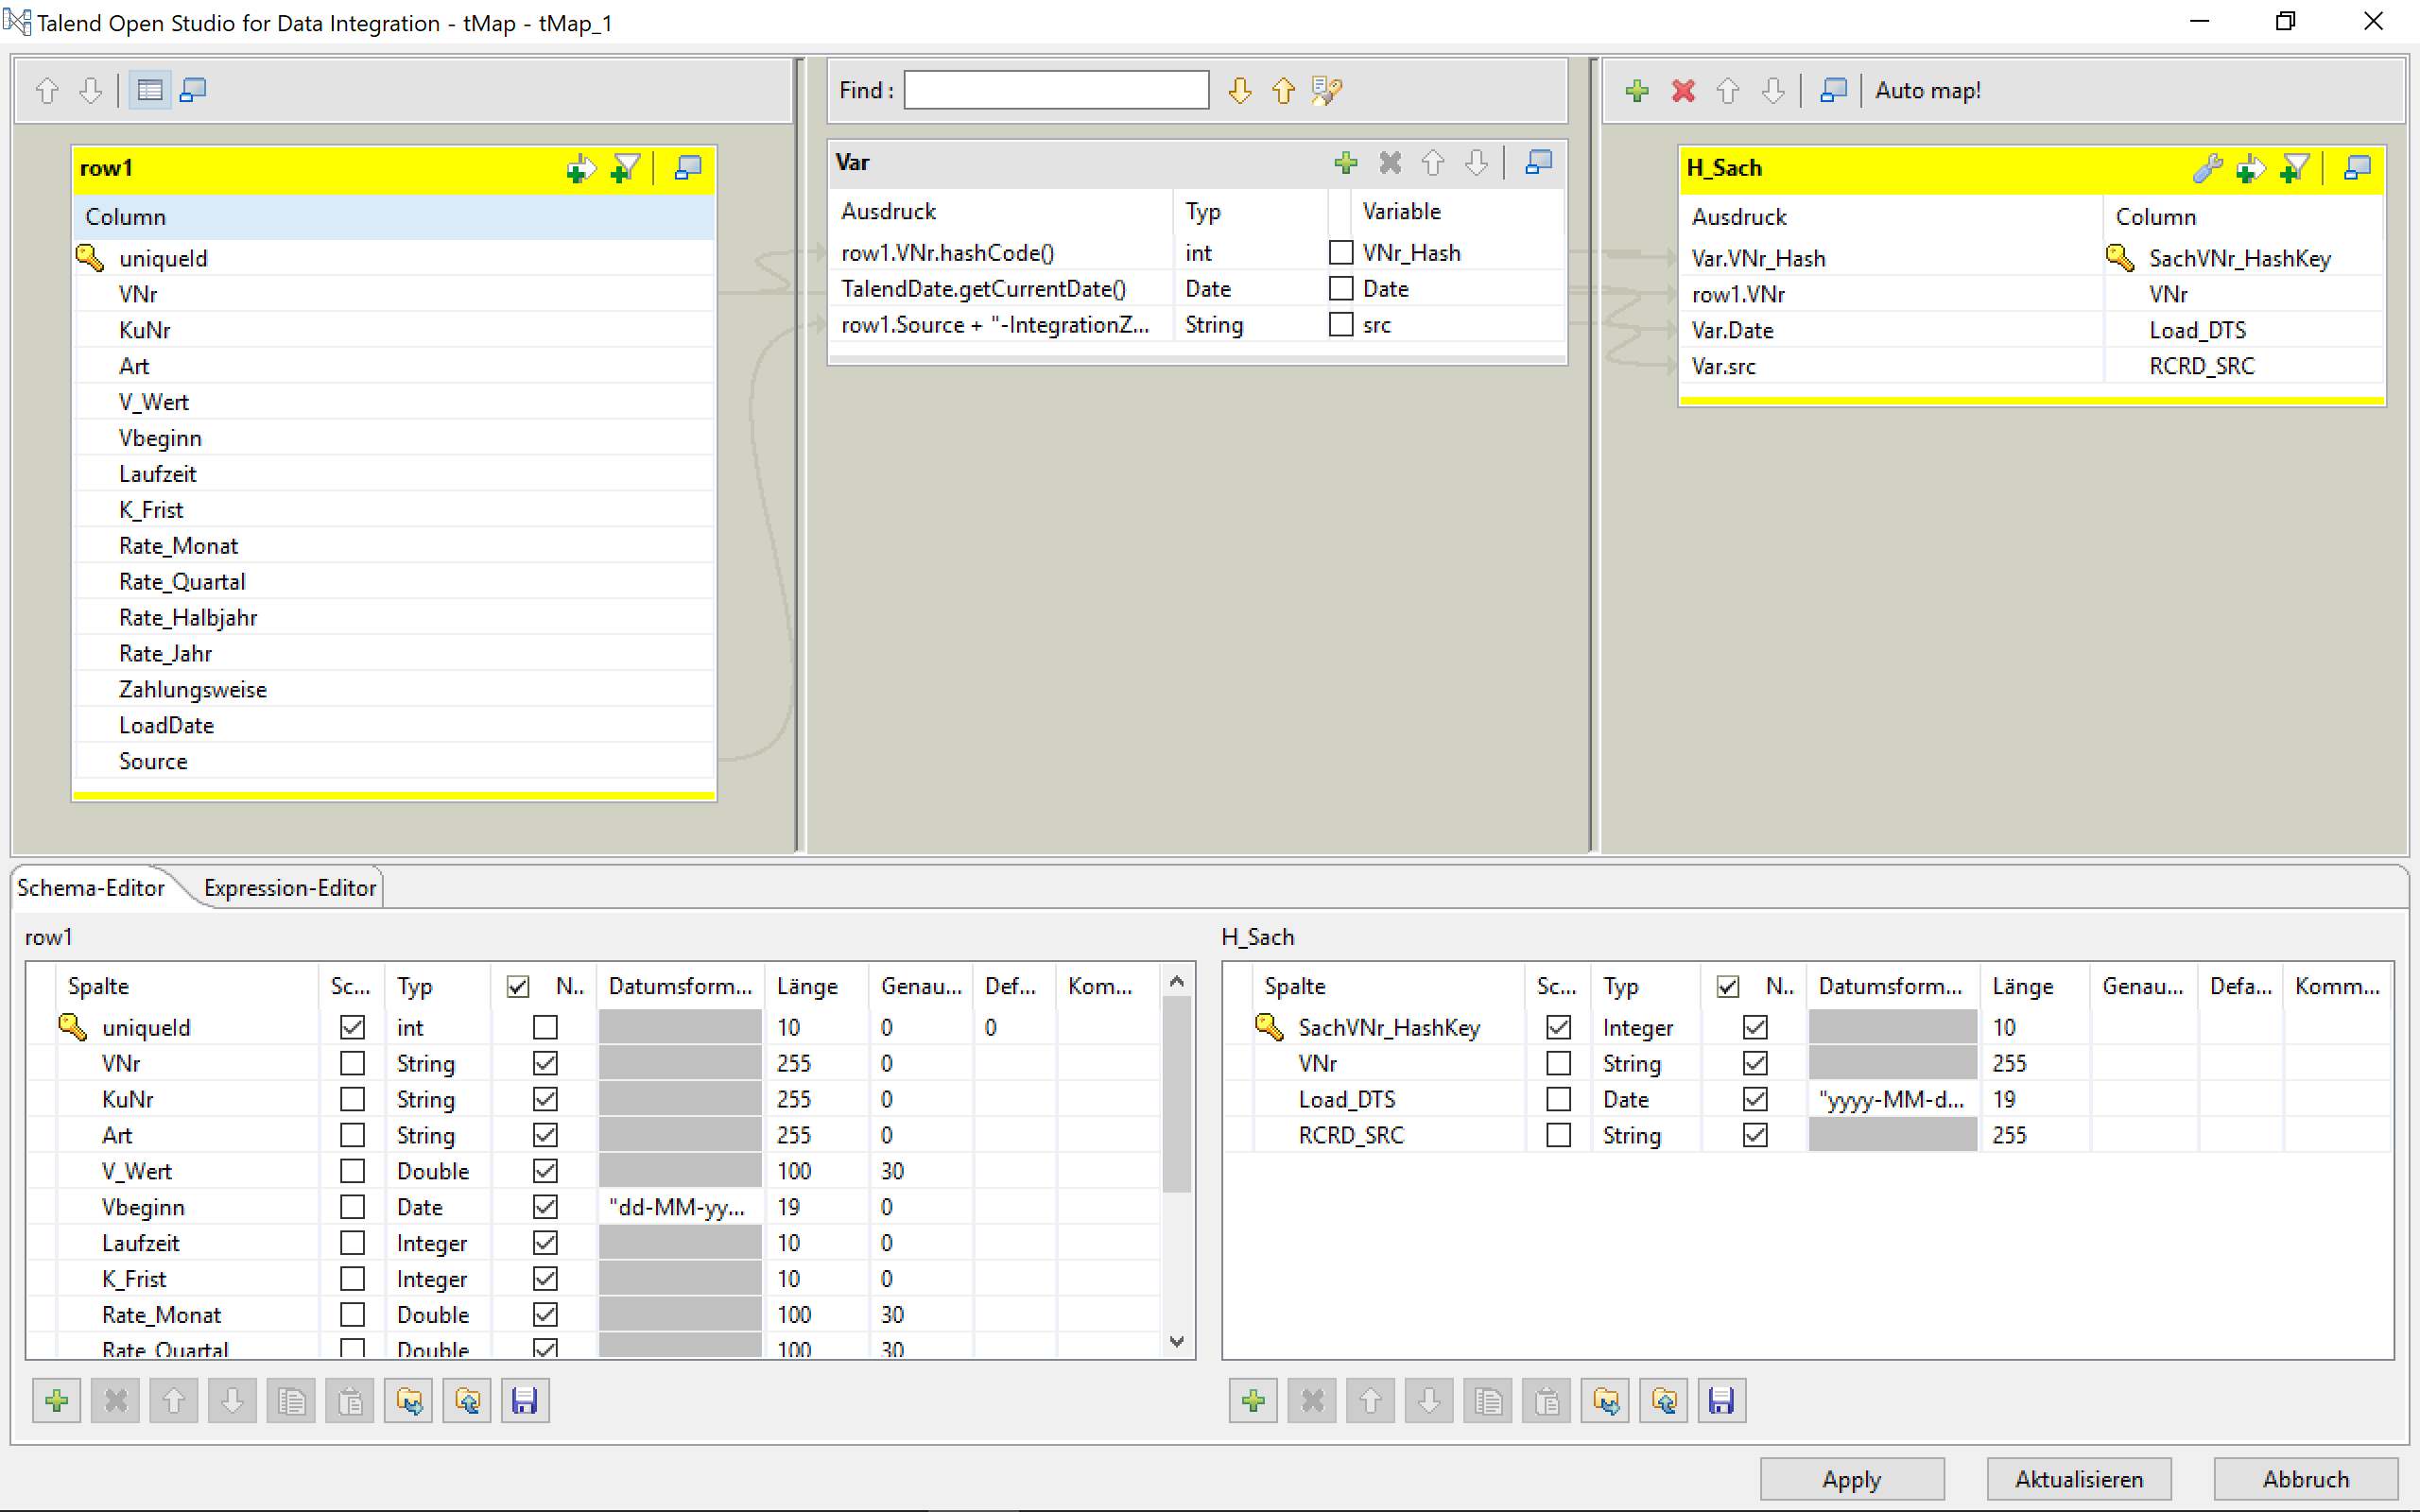 Talend Open Studio for Data Integration - tMap - tMap_1
Find :
Auto map!
row1
Column
uniqueId
VNr
KuNr
Art
V_Wert
Vbeginn
Laufzeit
K_Frist
Rate_Monat
Rate_Quartal
Rate_Halbjahr
Rate_Jahr
Zahlungsweise
LoadDate
Source
Var
Ausdruck Typ Variable
row1.VNr.hashCode() int VNr_Hash
TalendDate.getCurrentDate() Date Date
row1.Source + "-IntegrationZ... String src
H_Sach
Ausdruck Column
Var.VNr_Hash SachVNr_HashKey
row1.VNr VNr
Var.Date Load_DTS
Var.src RCRD_SRC
Schema-Editor Expression-Editor
row1
Spalte Sc... Typ N.. Datumsform... Länge Genau... Def... Kom...
uniqueId int 10 0 0
VNr String 255 0
KuNr String 255 0
Art String 255 0
V_Wert Double 100 30
Vbeginn Date "dd-MM-yy... 19 0
Laufzeit Integer 10 0
K_Frist Integer 10 0
Rate_Monat Double 100 30
Rate_Quartal Double 100 30
H_Sach
Spalte Sc... Typ N.. Datumsform... Länge Genau... Defa... Komm...
SachVNr_HashKey Integer 10
VNr String 255
Load_DTS Date "yyyy-MM-d... 19
RCRD_SRC String 255
Apply Aktualisieren Abbruch